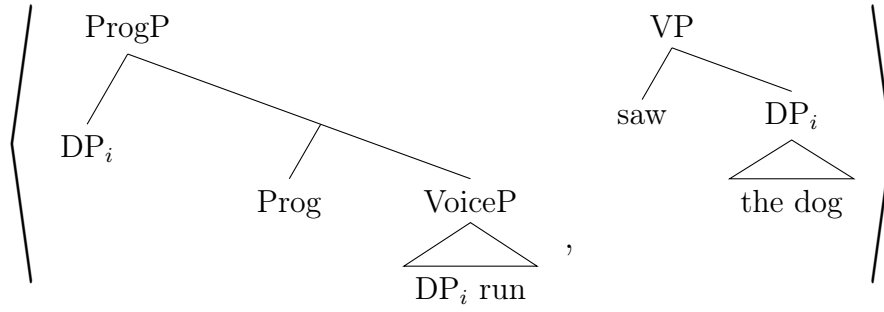 ProgP VP
DP_i saw DP_i
Prog VoiceP the dog
DP_i run ,